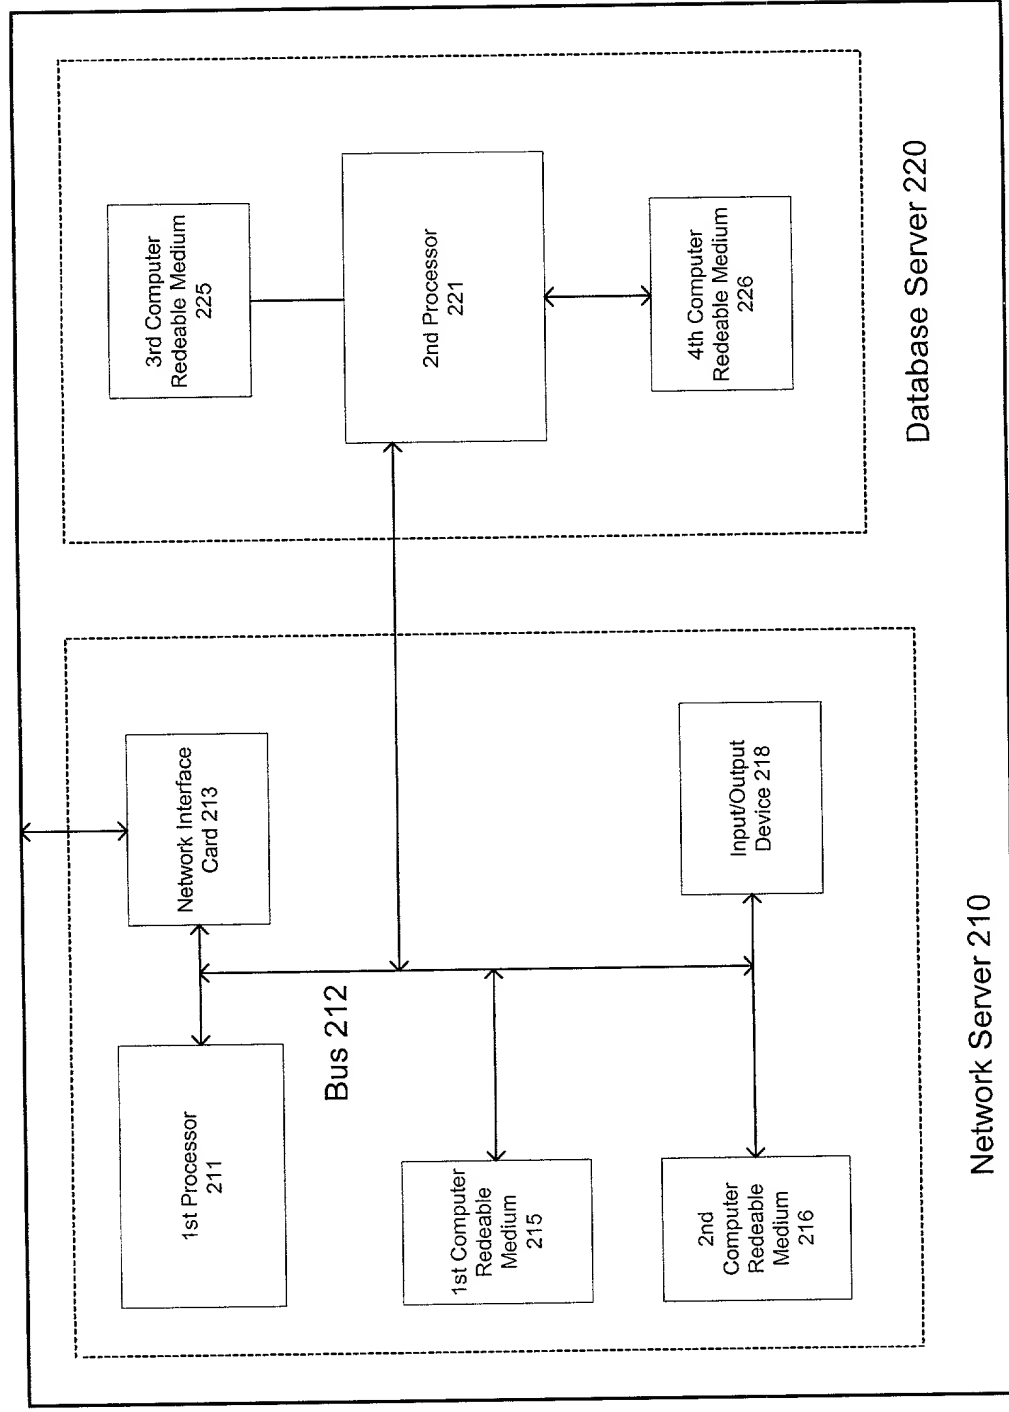 1st Processor
211
Network Interface
Card 213
3rd Computer
Redeable Medium
225
Bus 212
2nd Processor
221
1st Computer
Redeable
Medium
215
2nd
Computer
Redeable
Medium
216
Input/Output
Device 218
4th Computer
Redeable Medium
226
Network Server 210
Database Server 220